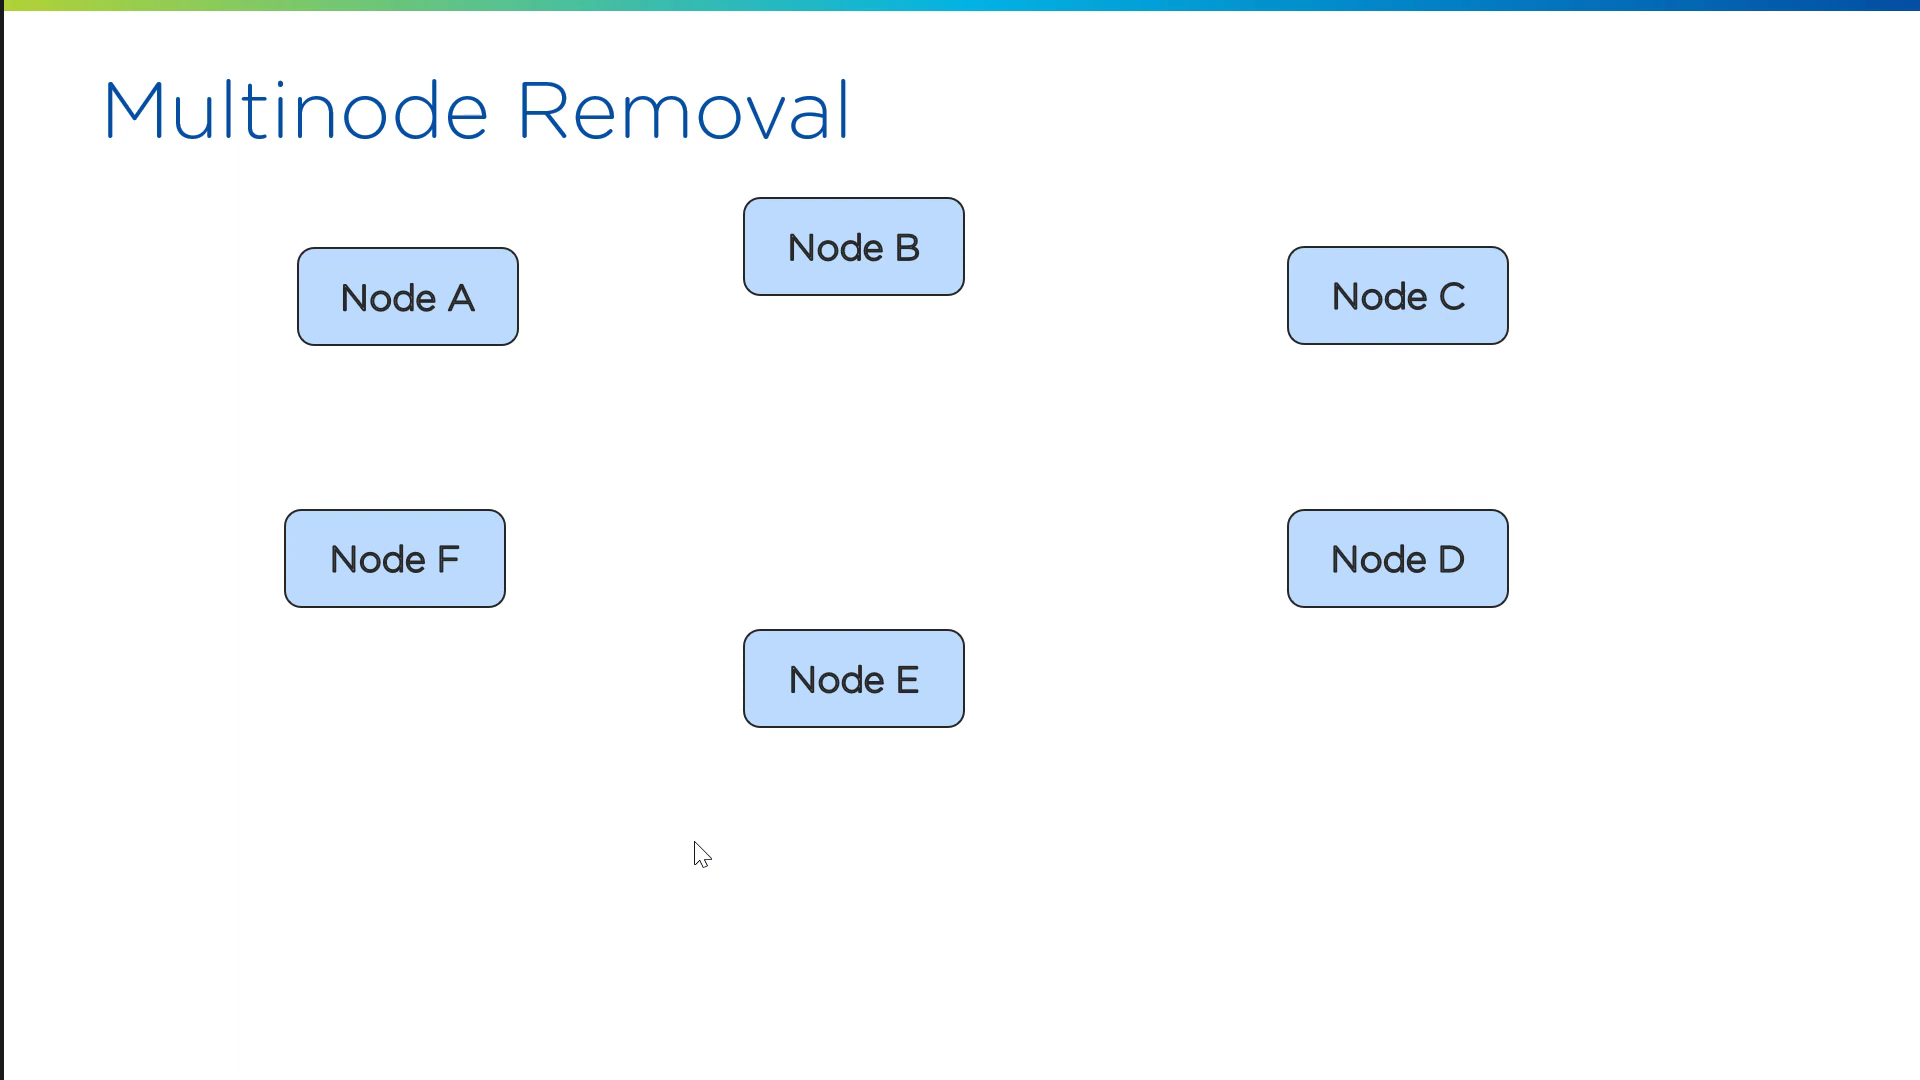 Multinode Removal
Node A
Node B
Node C
Node F
Node D
Node E